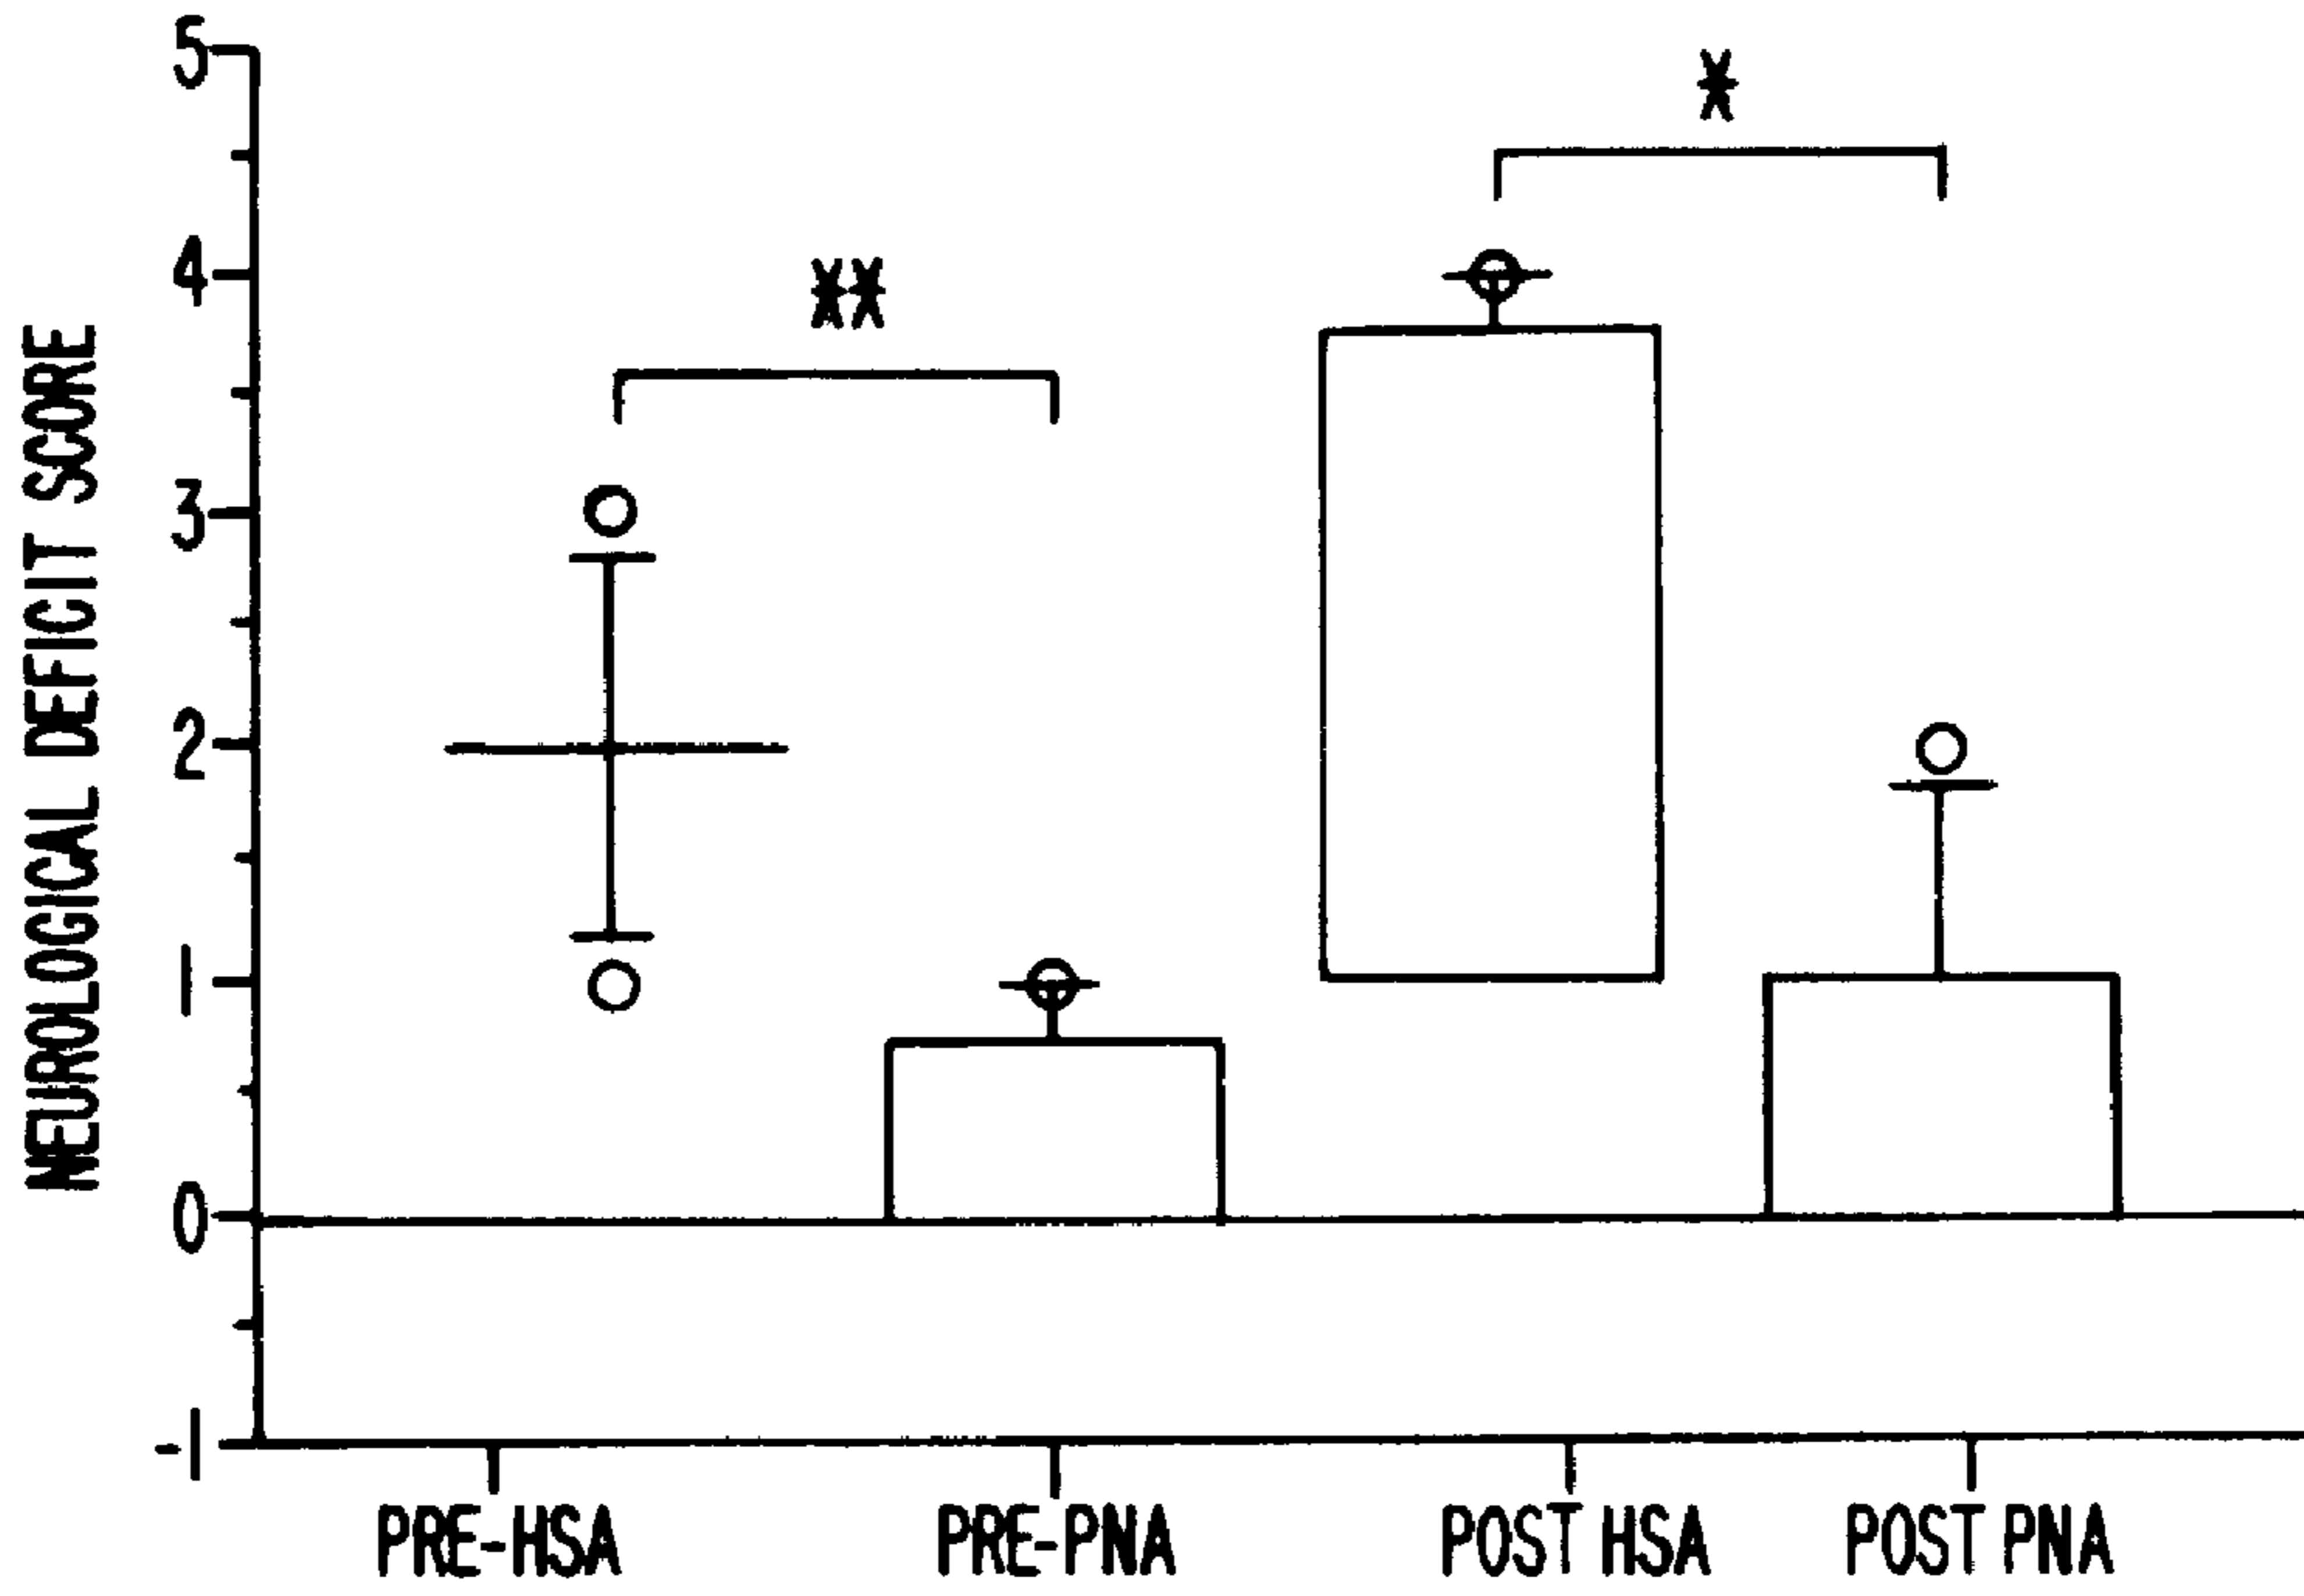 NEUROLOGICAL DEFICIT SCORE
5
4
3
2
1
0
-1
**
*
PRE-HSA
PRE-PNA
POST HSA
POST PNA